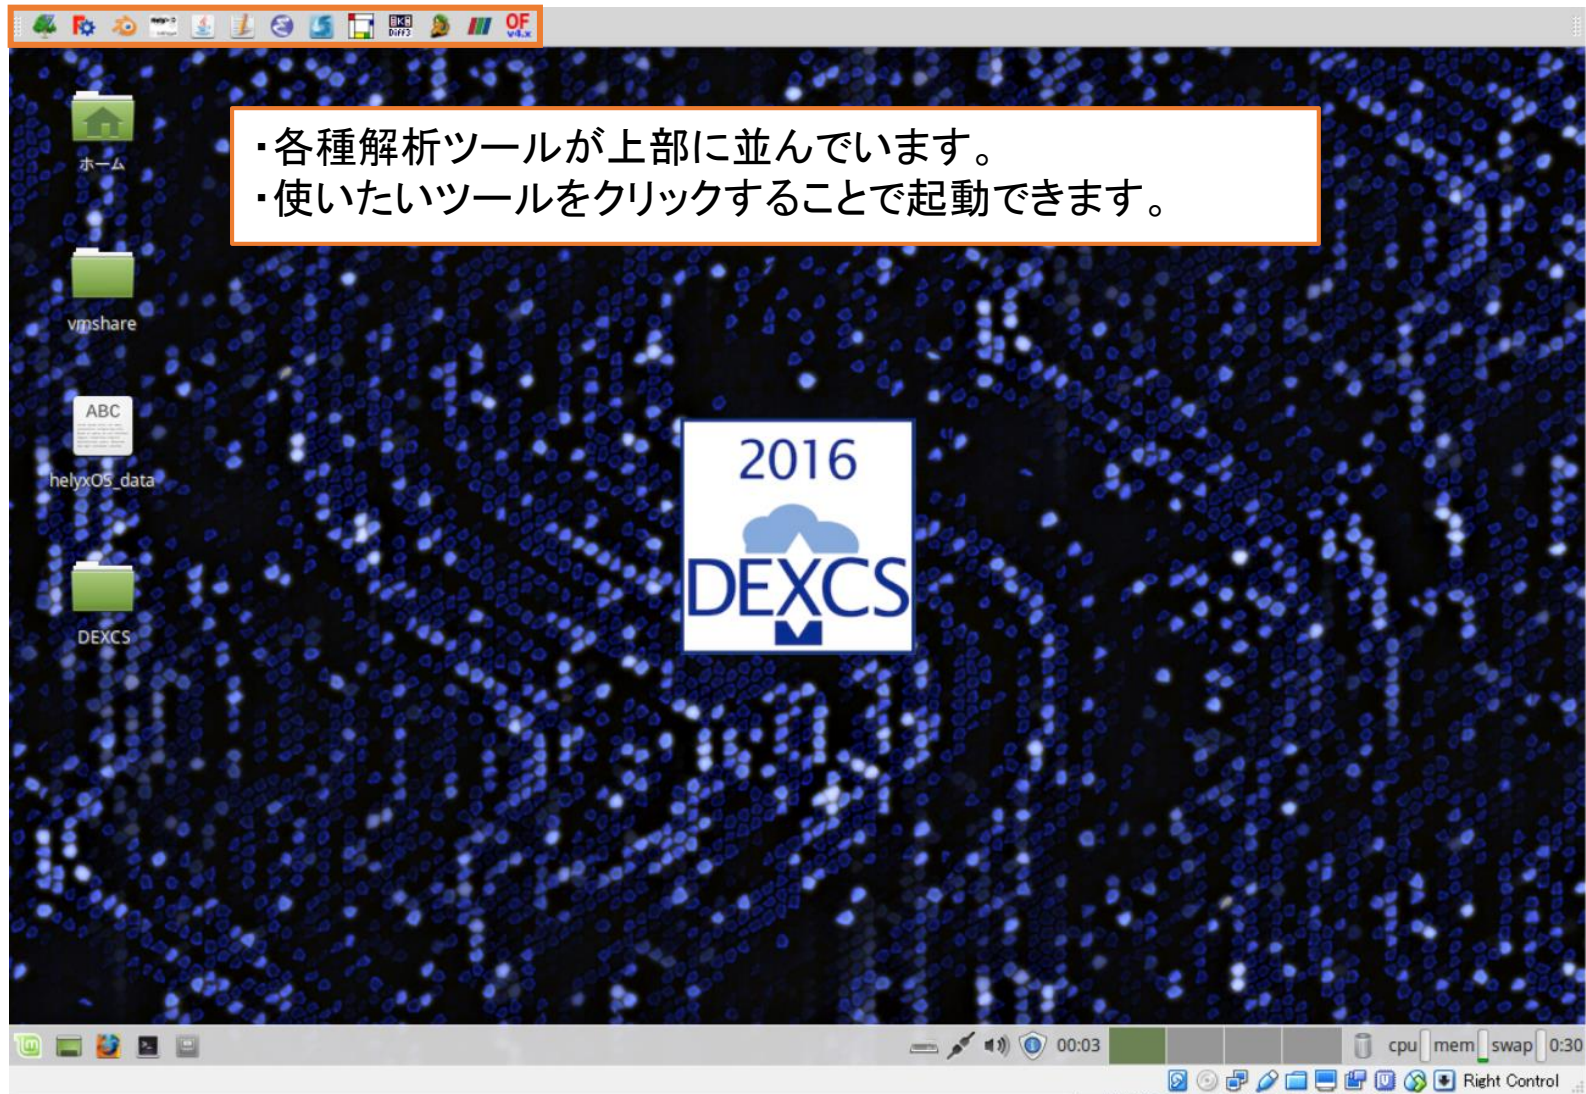 KDiff3
OF
v4.x
・各種解析ツールが上部に並んでいます。
・使いたいツールをクリックすることで起動できます。
ホーム
vmshare
ABC
helyxOS_data
DEXCS
2016
DEXCS
00:03
cpu mem swap 0:30
Right Control